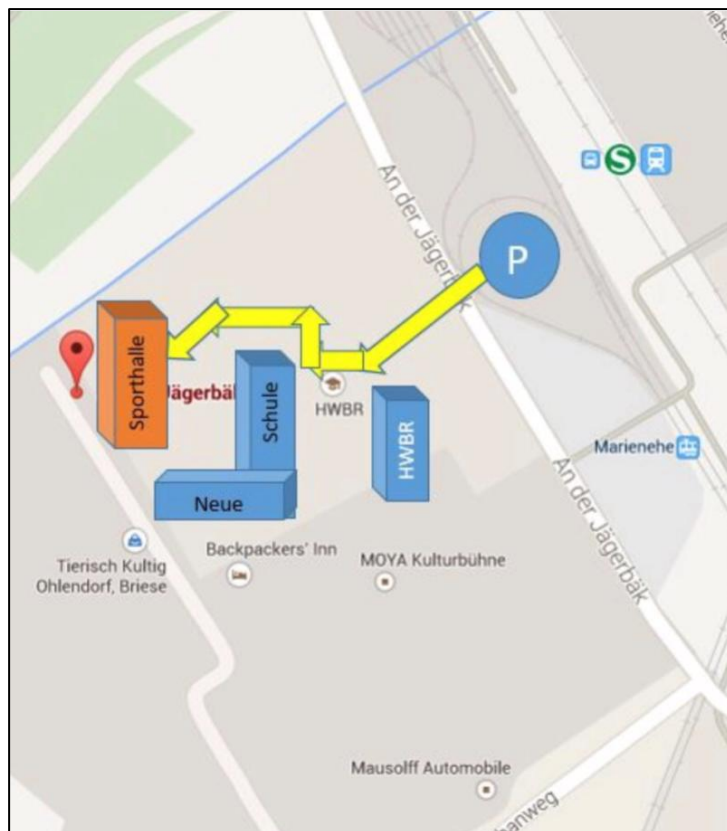 An der Jägerbäk
S
P
Sporthalle
Jägerbäk
Schule
HWBR
HWBR
Marienehe
Neue
An der Jägerbäk
Backpackers' Inn
MOYA Kulturbühne
Tierisch Kultig
Ohlendorf, Briese
Mausolff Automobile